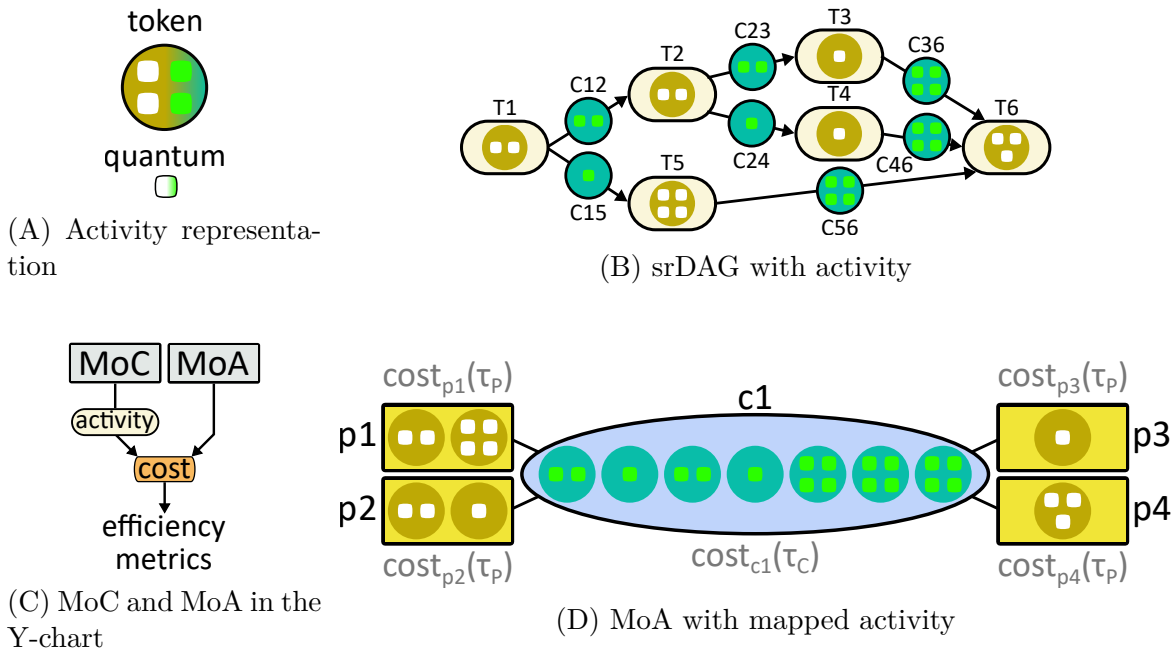 token
quantum
(A) Activity representa-
tion
T1
C12
C15
T2
T5
C23
C24
T3
T4
C36
C46
C56
T6
(B) srDAG with activity
MoC
MoA
activity
cost
efficiency
metrics
(C) MoC and MoA in the
Y-chart
cost_p1(τ_P)
p1
p2
cost_p2(τ_P)
c1
cost_c1(τ_C)
cost_p3(τ_P)
p3
p4
cost_p4(τ_P)
(D) MoA with mapped activity